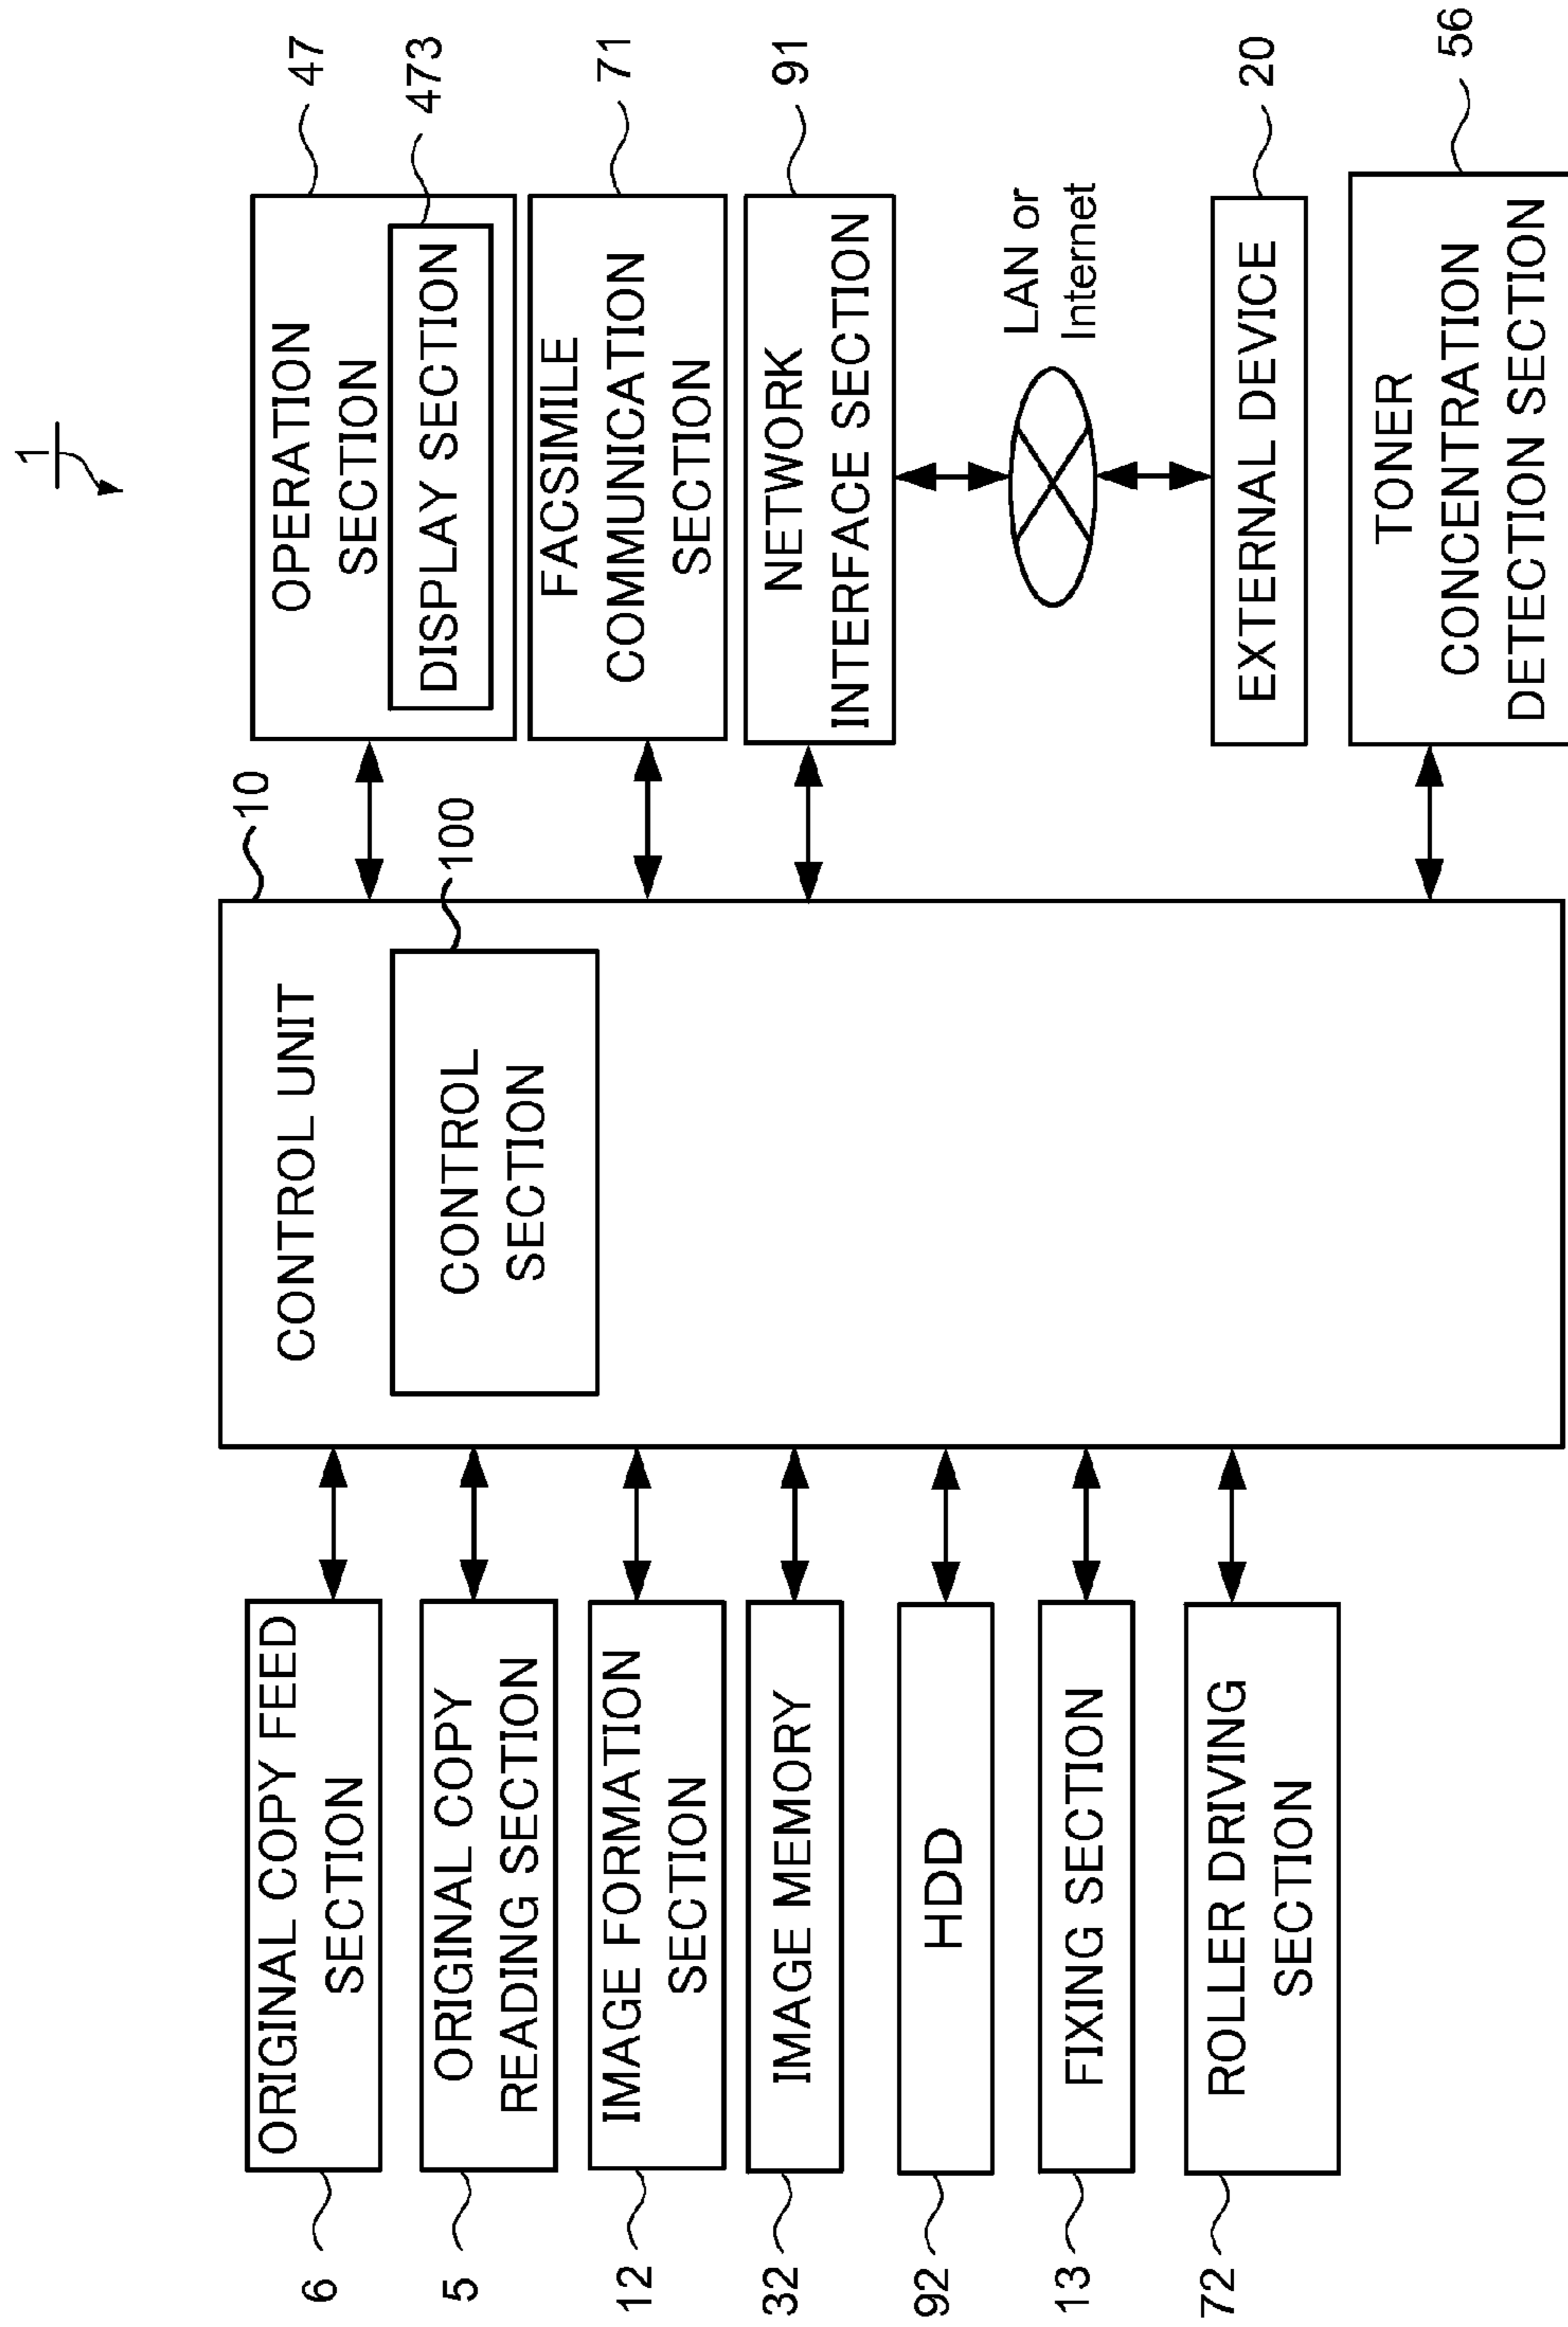 1
ORIGINAL COPY FEED
SECTION
6
ORIGINAL COPY
READING SECTION
5
IMAGE FORMATION
SECTION
12
IMAGE MEMORY
32
HDD
92
FIXING SECTION
13
ROLLER DRIVING
SECTION
72
CONTROL UNIT
10
CONTROL
SECTION
100
OPERATION
SECTION
47
DISPLAY SECTION
473
FACSIMILE
COMMUNICATION
SECTION
71
NETWORK
INTERFACE SECTION
91
LAN or
Internet
EXTERNAL DEVICE
20
TONER
CONCENTRATION
DETECTION SECTION
56